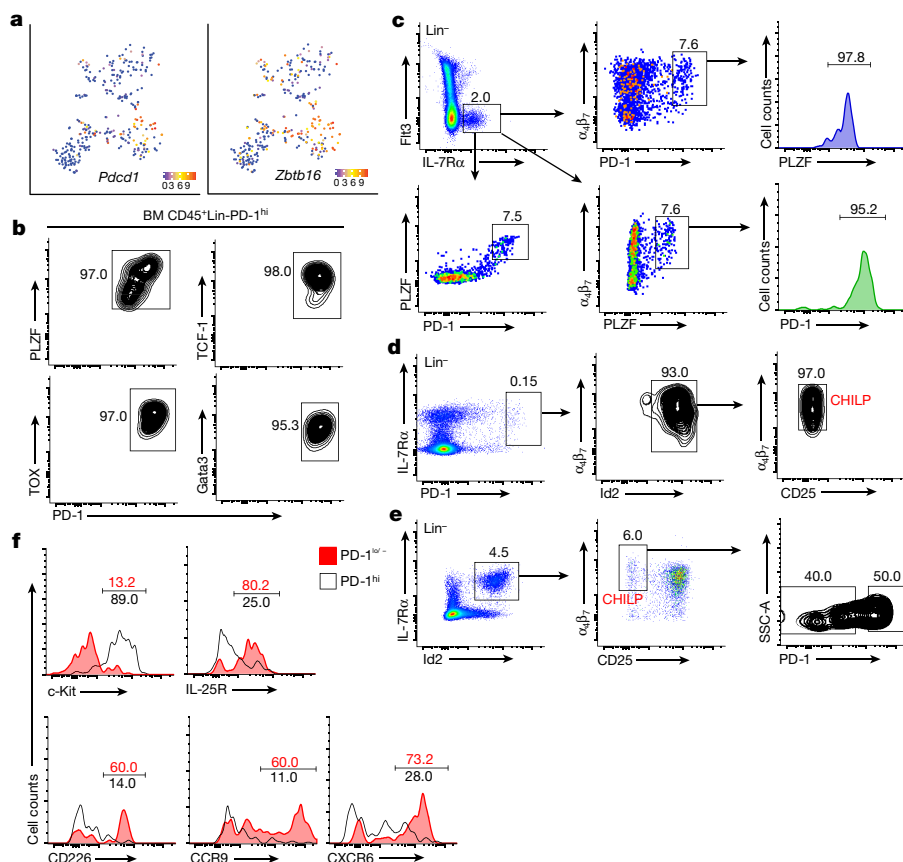 a
Pdcd1
0 3 6 9
Zbtb16
0 3 6 9
b
BM CD45⁺Lin-PD-1ʰⁱ
97.0
PLZF
98.0
TCF-1
97.0
TOX
95.3
Gata3
PD-1
c
Lin⁻
2.0
Flt3
IL-7Rα
7.6
α₄β₇
PD-1
97.8
Cell counts
PLZF
7.5
PLZF
PD-1
7.6
α₄β₇
PLZF
95.2
Cell counts
PD-1
d
Lin⁻
0.15
IL-7Rα
PD-1
93.0
α₄β₇
Id2
97.0
CHILP
α₄β₇
CD25
e
Lin⁻
4.5
IL-7Rα
Id2
6.0
CHILP
α₄β₇
CD25
40.0
50.0
SSC-A
PD-1
f
PD-1ˡᵒ/⁻
PD-1ʰⁱ
13.2
89.0
c-Kit
80.2
25.0
IL-25R
60.0
14.0
CD226
60.0
11.0
CCR9
73.2
28.0
CXCR6
Cell counts